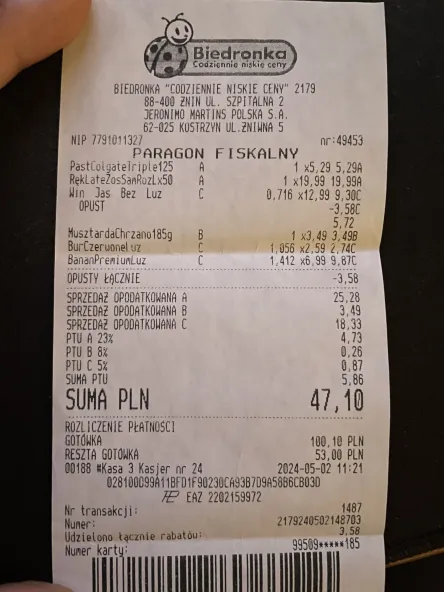 Biedronka
Codziennie niskie ceny
BIEDRONKA "CODZIENNIE NISKIE CENY" 2179
88-400 ŻNIN UL. SZPITALNA 2
JERONIMO MARTINS POLSKA S.A.
62-025 KOSTRZYN UL.ŻNIWNA 5
NIP 7791011327 nr:49453
PARAGON FISKALNY
PastColgateTriple125 A 1 x5,29 5,29A
RękLateZosSamRozLx50 A 1 x19,99 19,99A
Win Jas Bez Luz C 0,716 x12,99 9,30C
OPUST -3,58C
5,72
MusztardaChrzano185g B 1 x3,49 3,49B
BurCzerwoneluz C 1,056 x2,59 2,74C
BananPremiumLuz C 1,412 x6,99 9,87C
OPUSTY ŁĄCZNIE -3,58
SPRZEDAŻ OPODATKOWANA A 25,28
SPRZEDAŻ OPODATKOWANA B 3,49
SPRZEDAŻ OPODATKOWANA C 18,33
PTU A 23% 4,73
PTU B 8% 0,26
PTU C 5% 0,87
SUMA PTU 5,86
SUMA PLN 47,10
ROZLICZENIE PŁATNOŚCI
GOTÓWKA 100,10 PLN
RESZTA GOTÓWKA 53,00 PLN
00188 #Kasa 3 Kasjer nr 24 2024-05-02 11:21
EAZ 2202159972
Nr transakcji: 1487
Numer: 2179240502148703
Udzielono łącznie rabatów: 3.58
Numer karty: 99509*****185